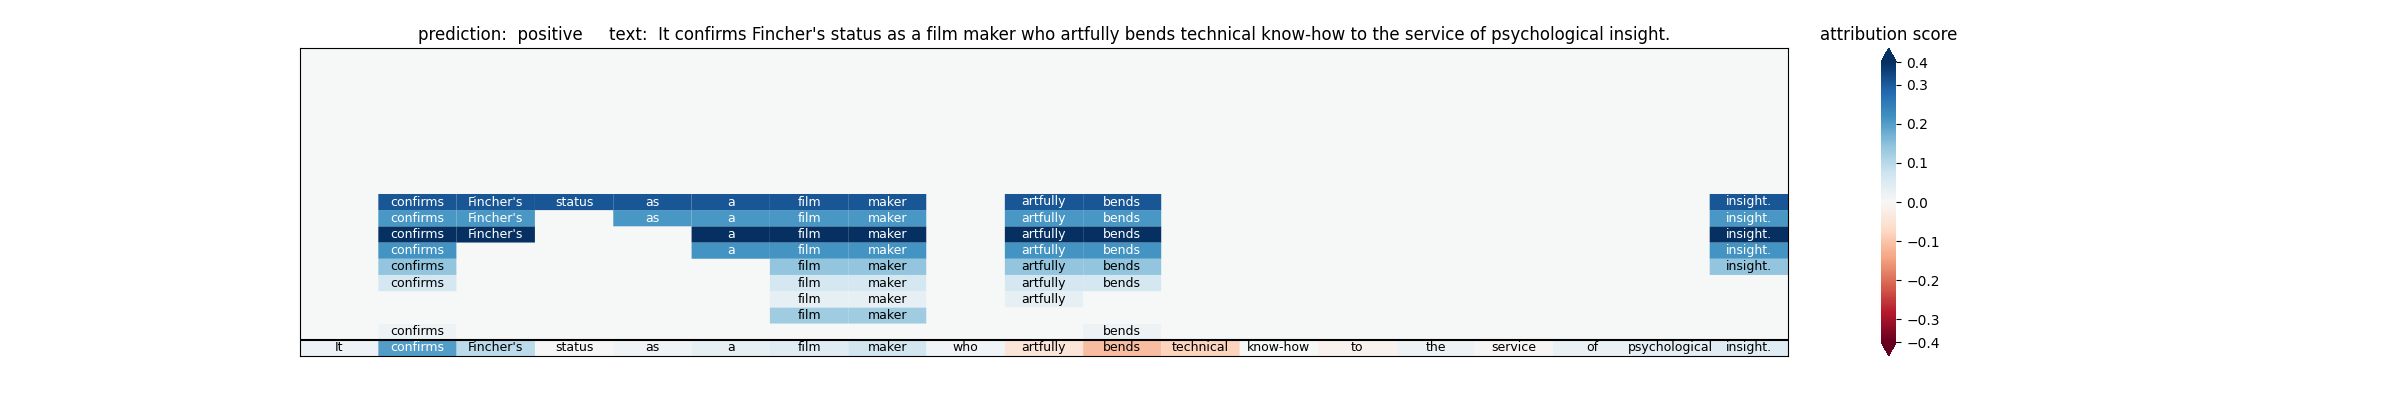 prediction:  positive     text:  It confirms Fincher's status as a film maker who artfully bends technical know-how to the service of psychological insight.
attribution score
confirms Fincher's status as a film maker artfully bends insight.
confirms Fincher's as a film maker artfully bends insight.
confirms Fincher's a film maker artfully bends insight.
confirms a film maker artfully bends insight.
confirms film maker artfully bends insight.
confirms film maker artfully bends
film maker artfully
film maker
confirms bends
It confirms Fincher's status as a film maker who artfully bends technical know-how to the service of psychological insight.
0.4
0.3
0.2
0.1
0.0
−0.1
−0.2
−0.3
−0.4